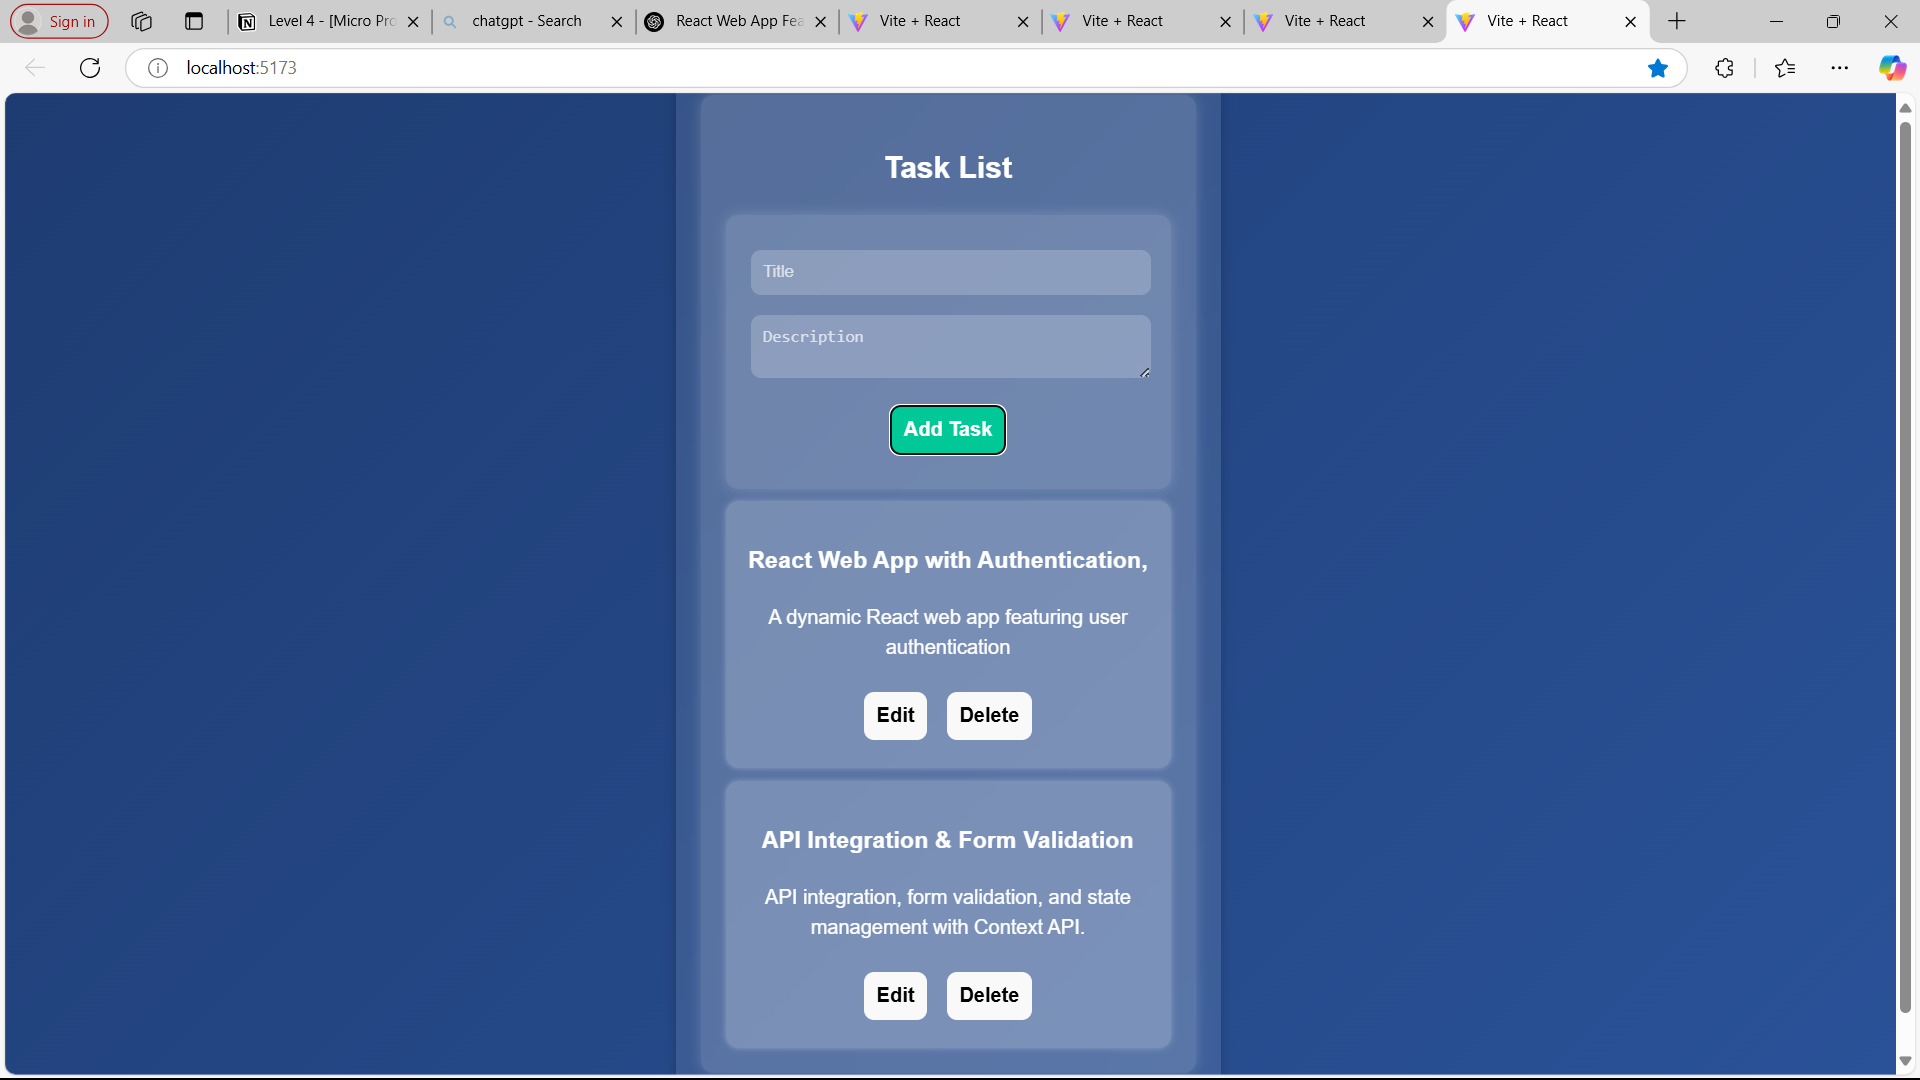 Sign in
Level 4 - [Micro Pro
chatgpt - Search
React Web App Fea
Vite + React
Vite + React
Vite + React
Vite + React
localhost:5173
Task List
Title
Description
Add Task
React Web App with Authentication,
A dynamic React web app featuring user
authentication
Edit
Delete
API Integration & Form Validation
API integration, form validation, and state
management with Context API.
Edit
Delete